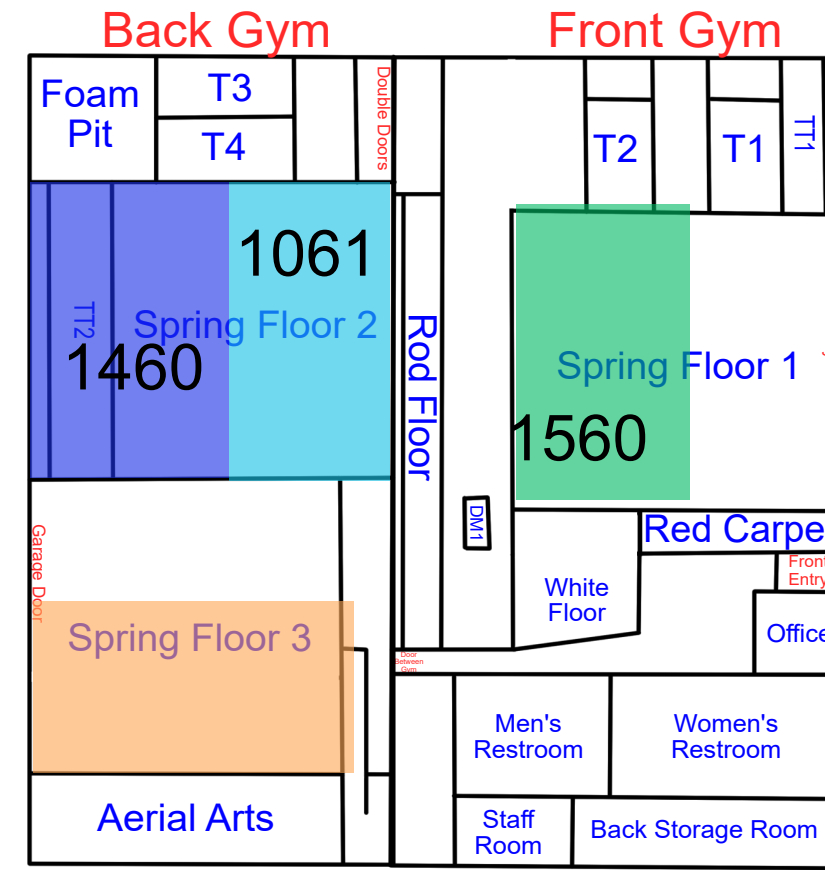 Back Gym
Front Gym
Foam
Pit
T3
T4
Double Doors
T2
T1
TT1
1061
TT2
Spring Floor 2
1460
Rod Floor
Spring Floor 1
1560
DM1
Red Carpe
Garage Door
White
Floor
Front
Entry
Office
Spring Floor 3
Door
Between
Gym
Men's
Restroom
Women's
Restroom
Aerial Arts
Staff
Room
Back Storage Room